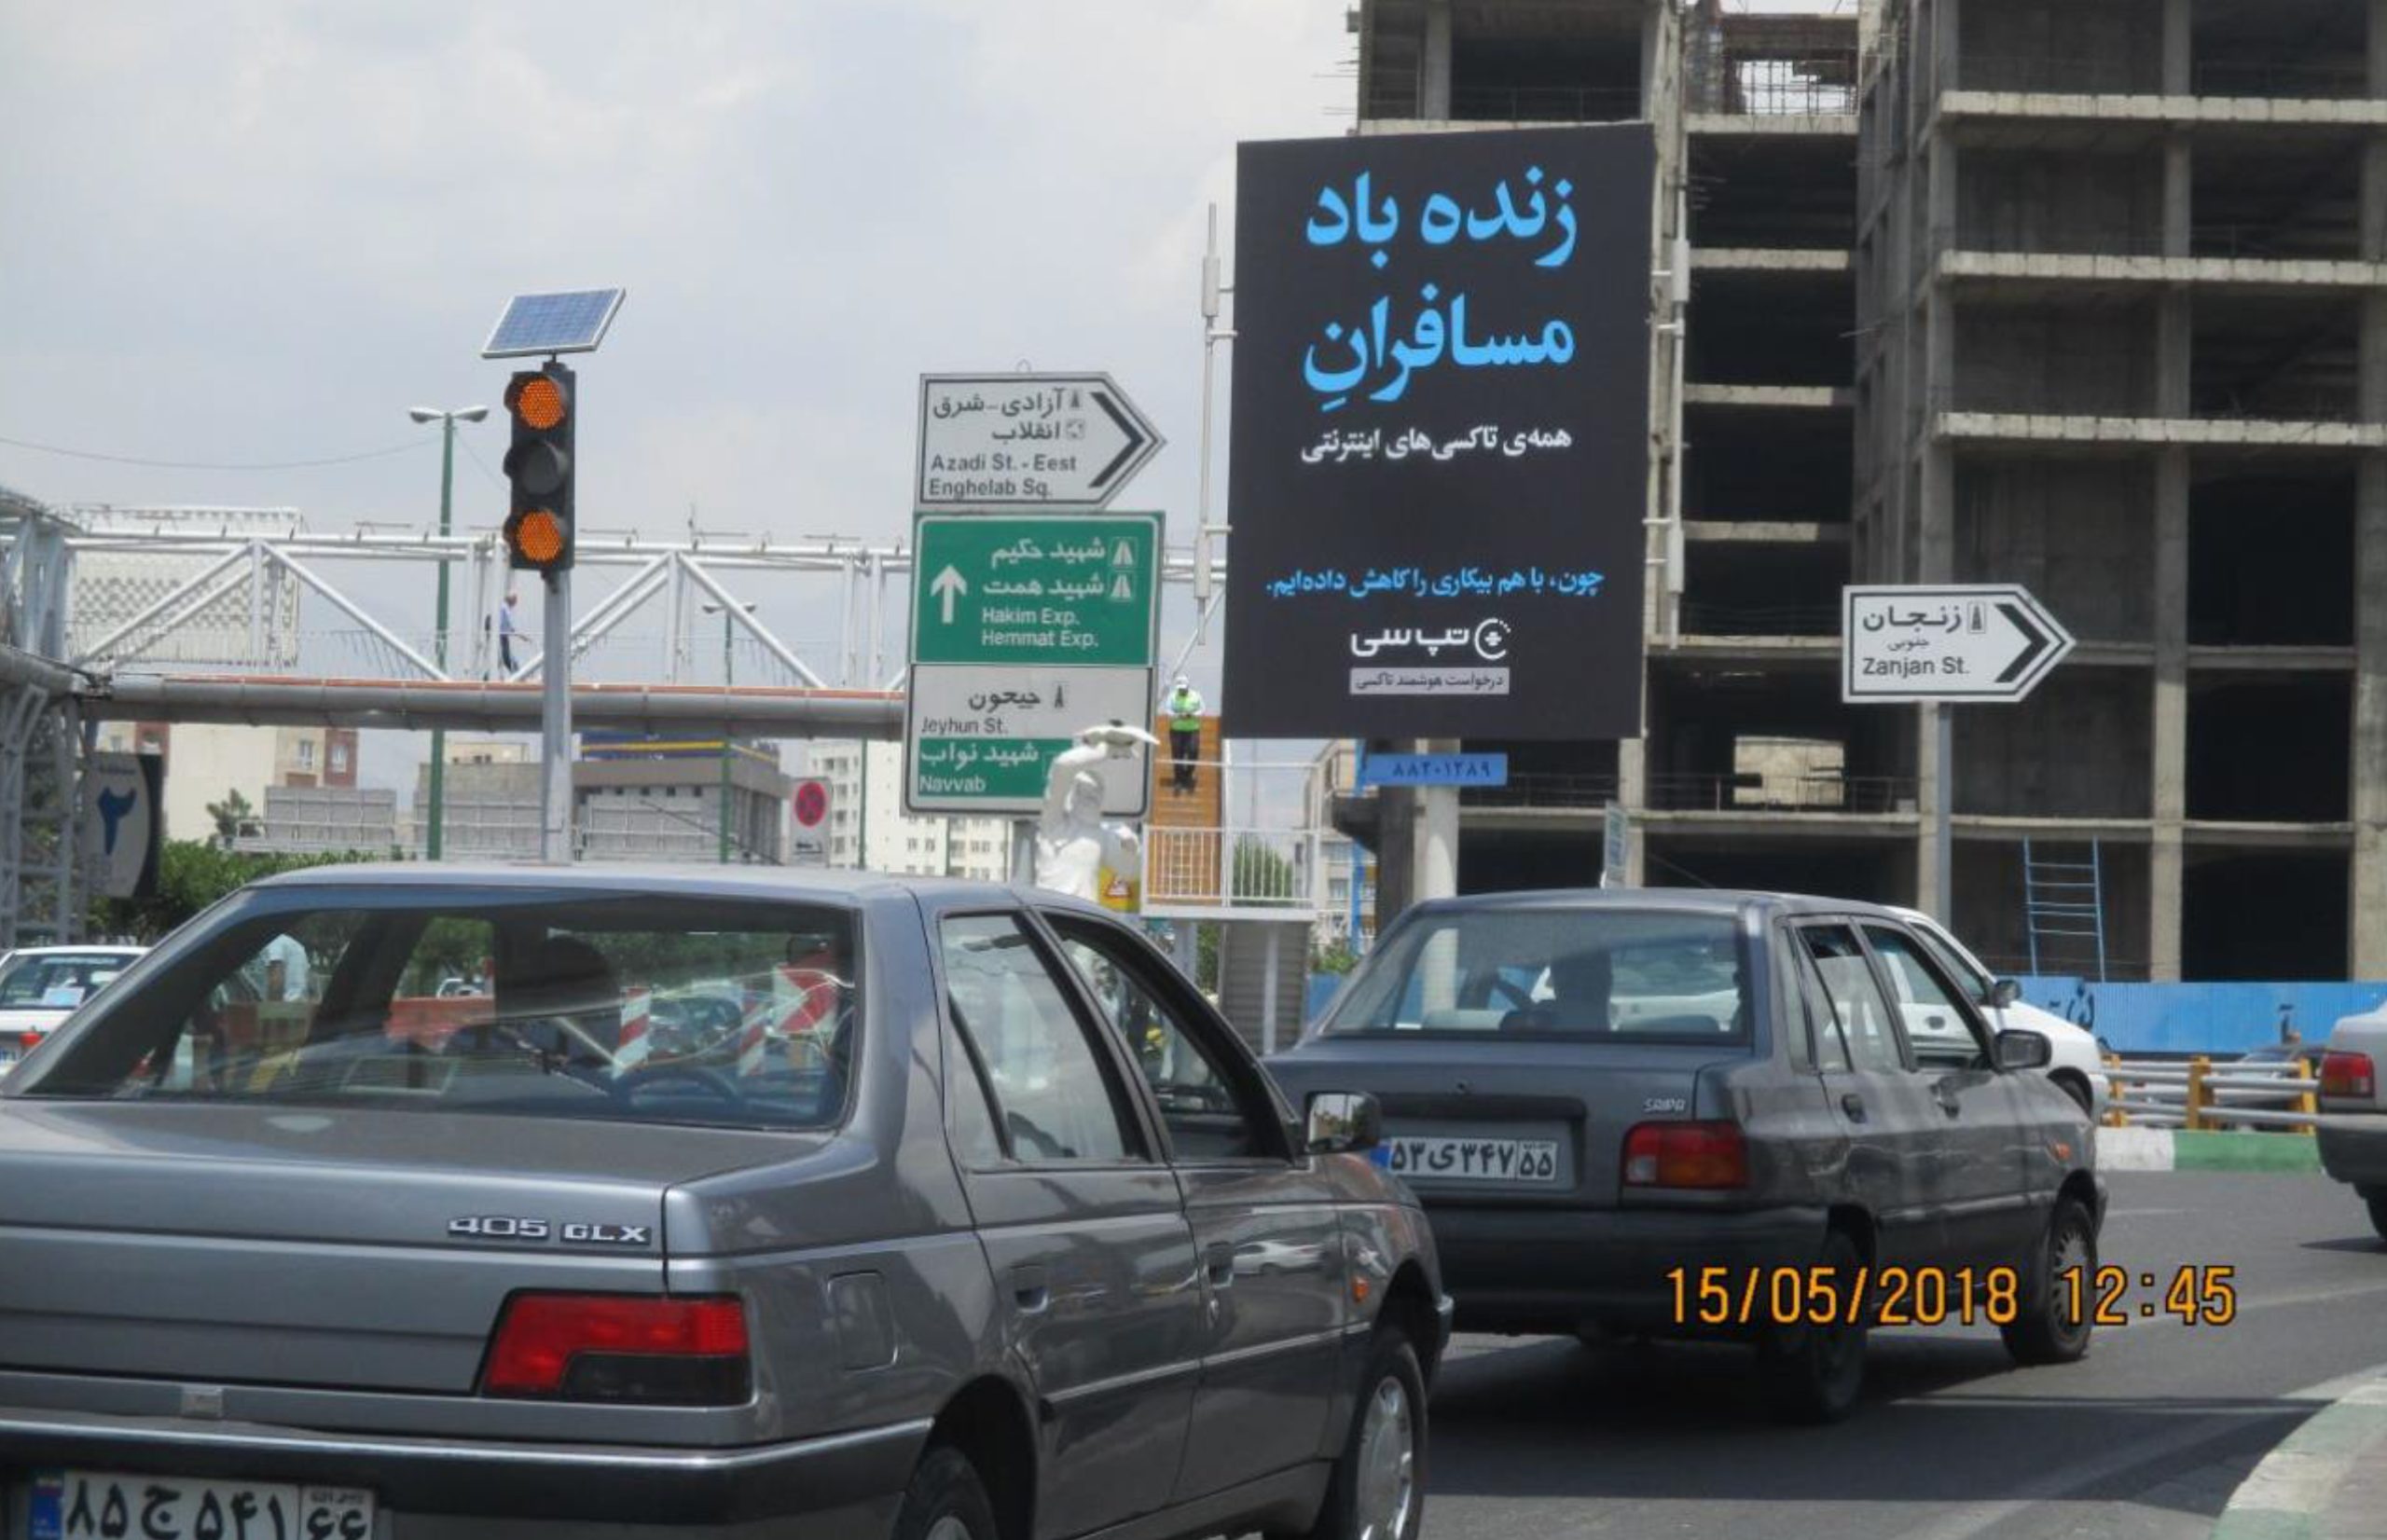 زنده باد
مسافرانِ
همه‌ی تاکسی‌های اینترنتی
چون، با هم بیکاری را کاهش داده‌ایم.
تپ سی
درخواست هوشمند تاکسی
۸۸۲۰۱۲۸۹
آزادی-شرق
انقلاب
Azadi St. - Eest
Enghelab Sq.
شهید حکیم
شهید همت
Hakim Exp.
Hemmat Exp.
جیحون
Jeyhun St.
شهید نواب
Navvab
زنجان
جنوبی
Zanjan St.
۲
405 GLX
۸۵ ج ۵۴۱ ۶۶
SAIPA
۵۳ ی ۳۴۷ ۵۵
15/05/2018 12:45